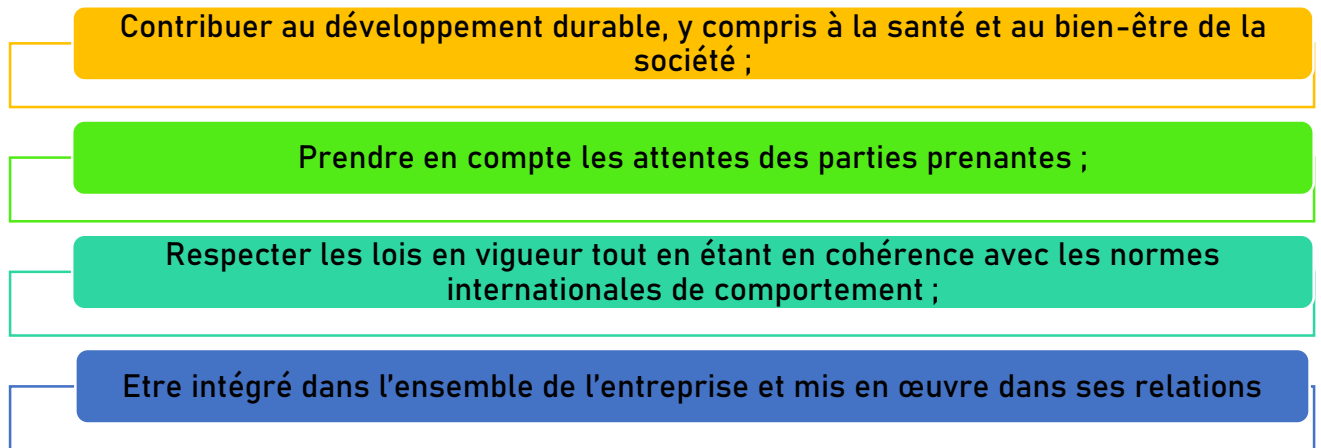 Contribuer au développement durable, y compris à la santé et au bien-être de la
société ;
Prendre en compte les attentes des parties prenantes ;
Respecter les lois en vigueur tout en étant en cohérence avec les normes
internationales de comportement ;
Etre intégré dans l’ensemble de l’entreprise et mis en œuvre dans ses relations